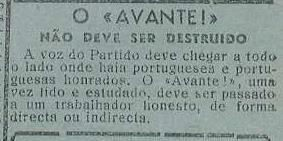 O «AVANTE!»
NÃO DEVE SER DESTRUIDO
A voz do Partido deve chegar a todo
o lado onde haia portugueses e portu-
guesas honrados. O «Avante!», uma
vez lido e estudado, deve ser passado
a um trabalhador honesto, de forma
directa ou indirecta.